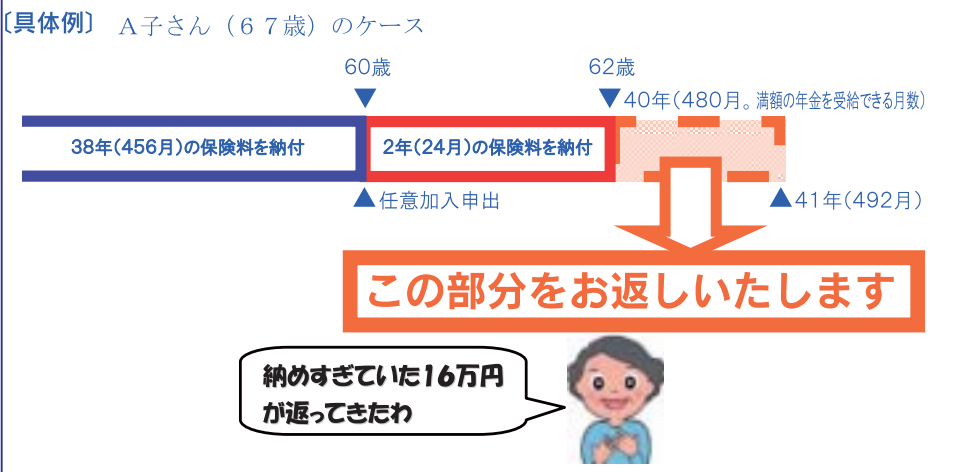 〔具体例〕 A子さん（６７歳）のケース
60歳
62歳
40年(480月。満額の年金を受給できる月数)
38年(456月)の保険料を納付
2年(24月)の保険料を納付
任意加入申出
41年(492月)
この部分をお返しいたします
納めすぎていた16万円
が返ってきたわ